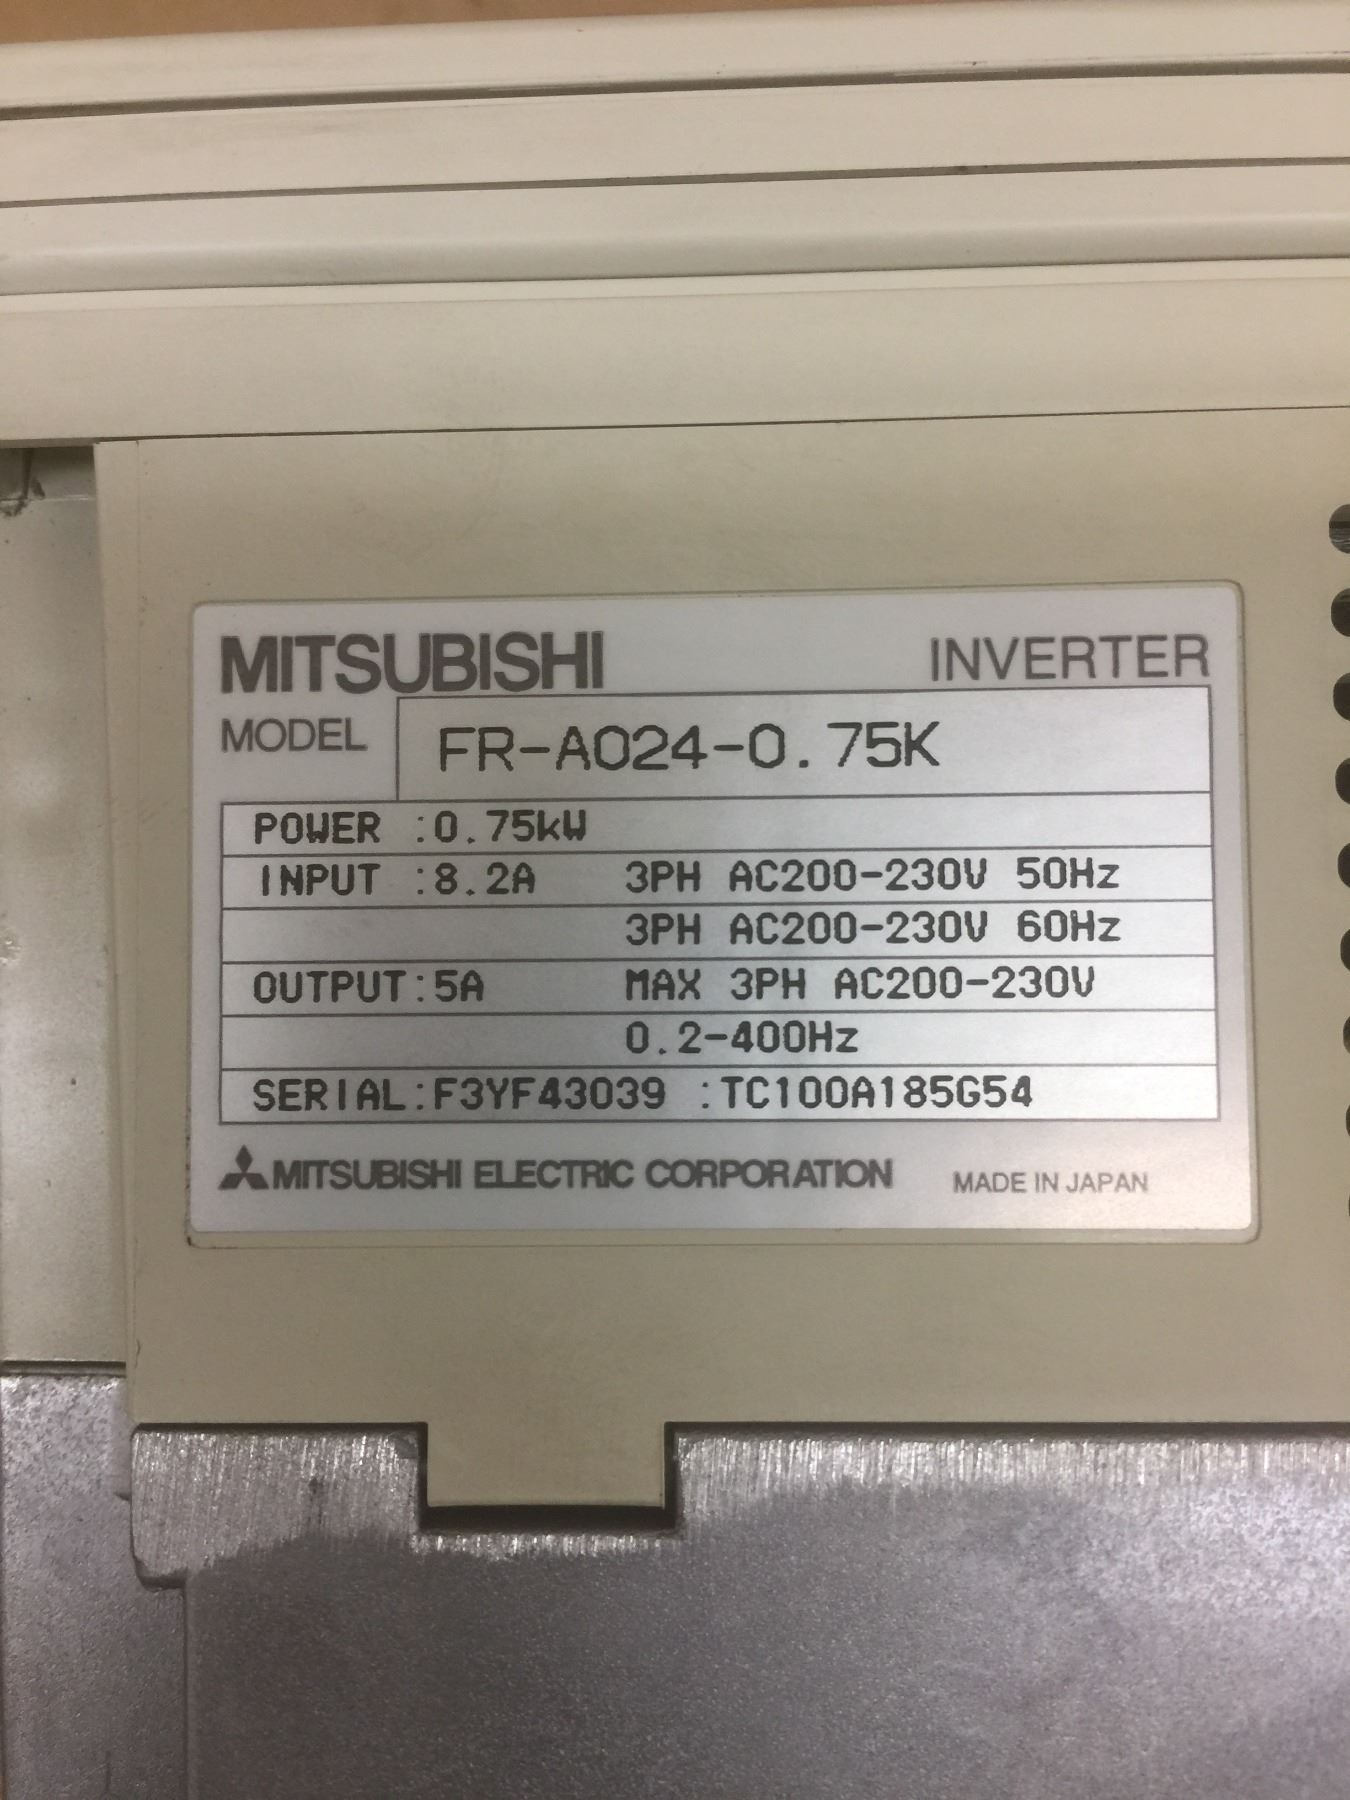 MITSUBISHI INVERTER
MODEL FR-A024-0.75K
POWER :0.75kW
INPUT :8.2A 3PH AC200-230V 50Hz
3PH AC200-230V 60Hz
OUTPUT:5A MAX 3PH AC200-230V
0.2-400Hz
SERIAL:F3YF43039 :TC100A185G54
MITSUBISHI ELECTRIC CORPORATION MADE IN JAPAN